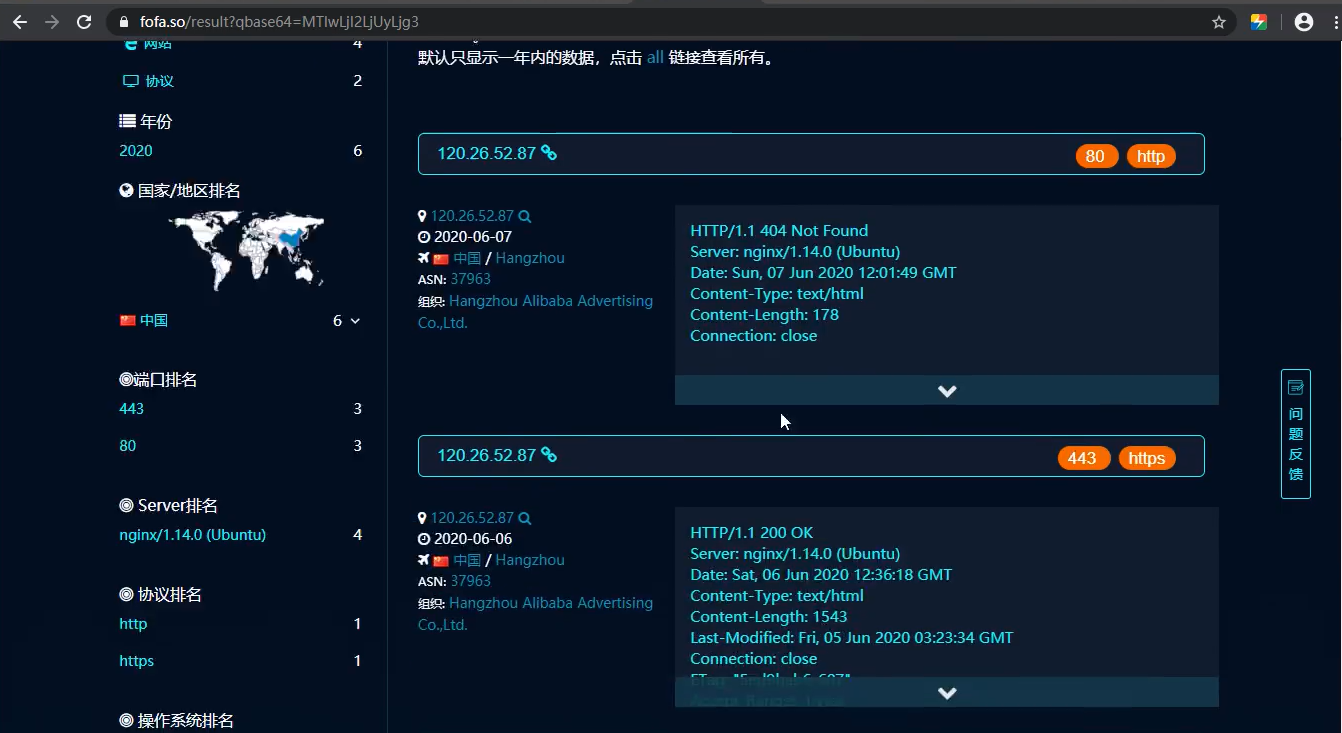 fofa.so/result?qbase64=MTIwLjI2LjUyLjg3
网站 4
协议 2
年份
2020 6
国家/地区排名
中国 6
端口排名
443 3
80 3
Server排名
nginx/1.14.0 (Ubuntu) 4
协议排名
http 1
https 1
操作系统排名
默认只显示一年内的数据，点击 all 链接查看所有。
120.26.52.87 80 http
120.26.52.87
2020-06-07
中国 / Hangzhou
ASN: 37963
组织: Hangzhou Alibaba Advertising
Co.,Ltd.
HTTP/1.1 404 Not Found
Server: nginx/1.14.0 (Ubuntu)
Date: Sun, 07 Jun 2020 12:01:49 GMT
Content-Type: text/html
Content-Length: 178
Connection: close
120.26.52.87 443 https
120.26.52.87
2020-06-06
中国 / Hangzhou
ASN: 37963
组织: Hangzhou Alibaba Advertising
Co.,Ltd.
HTTP/1.1 200 OK
Server: nginx/1.14.0 (Ubuntu)
Date: Sat, 06 Jun 2020 12:36:18 GMT
Content-Type: text/html
Content-Length: 1543
Last-Modified: Fri, 05 Jun 2020 03:23:34 GMT
Connection: close
问
题
反
馈